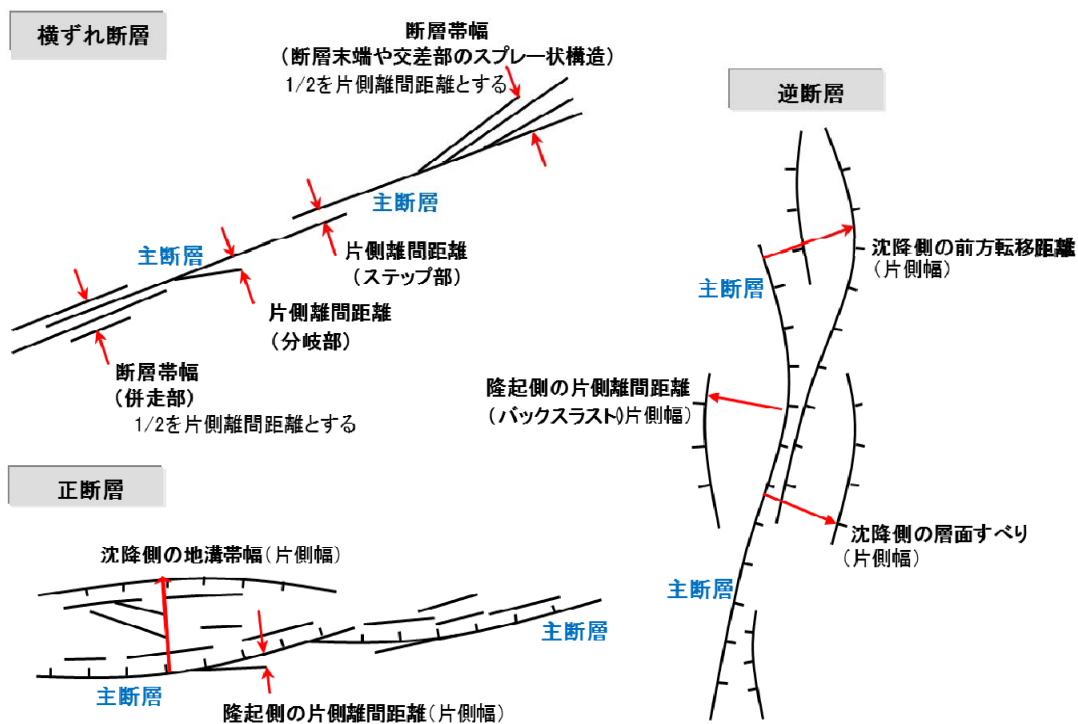 横ずれ断層
断層帯幅
(断層末端や交差部のスプレー状構造)
1/2を片側離間距離とする
主断層
主断層
片側離間距離
(ステップ部)
片側離間距離
(分岐部)
断層帯幅
(併走部)
1/2を片側離間距離とする
正断層
沈降側の地溝帯幅(片側幅)
主断層
主断層
隆起側の片側離間距離(片側幅)
逆断層
沈降側の前方転移距離
(片側幅)
主断層
隆起側の片側離間距離
(バックスラスト)片側幅)
沈降側の層面すべり
(片側幅)
主断層